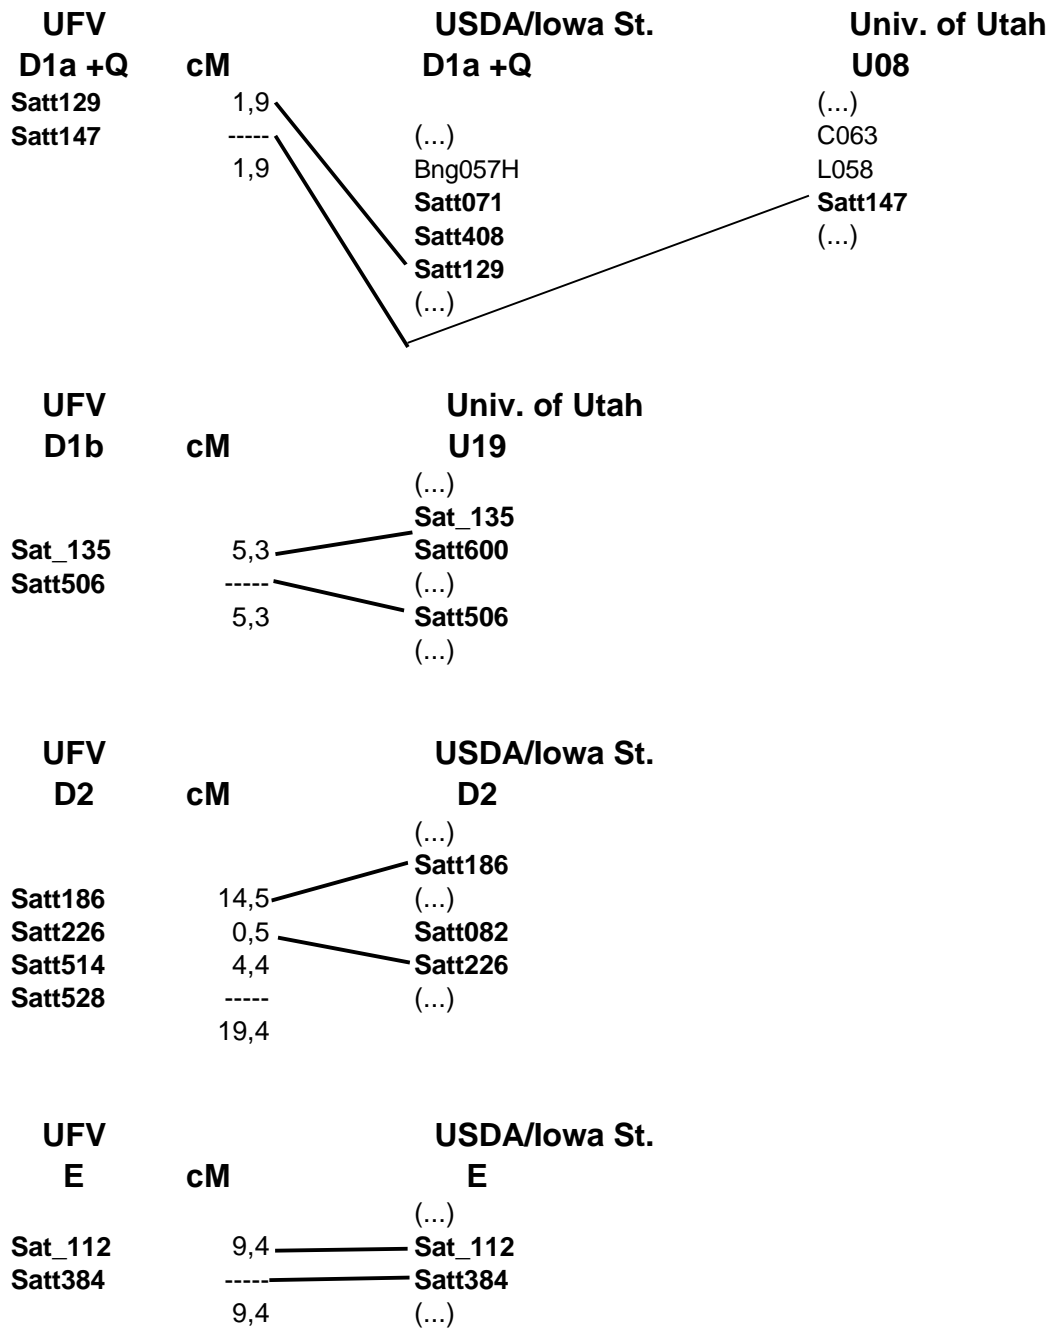 UFV USDA/Iowa St. Univ. of Utah
D1a +Q cM D1a +Q U08
Satt129 1,9 (...)
Satt147 ----- (...) C063
1,9 Bng057H L058
Satt071 Satt147
Satt408 (...)
Satt129
(...)
UFV Univ. of Utah
D1b cM U19
(...)
Sat_135
Sat_135 5,3 Satt600
Satt506 ----- (...)
5,3 Satt506
(...)
UFV USDA/Iowa St.
D2 cM D2
(...)
Satt186
Satt186 14,5 (...)
Satt226 0,5 Satt082
Satt514 4,4 Satt226
Satt528 ----- (...)
19,4
UFV USDA/Iowa St.
E cM E
(...)
Sat_112 9,4 Sat_112
Satt384 ----- Satt384
9,4 (...)